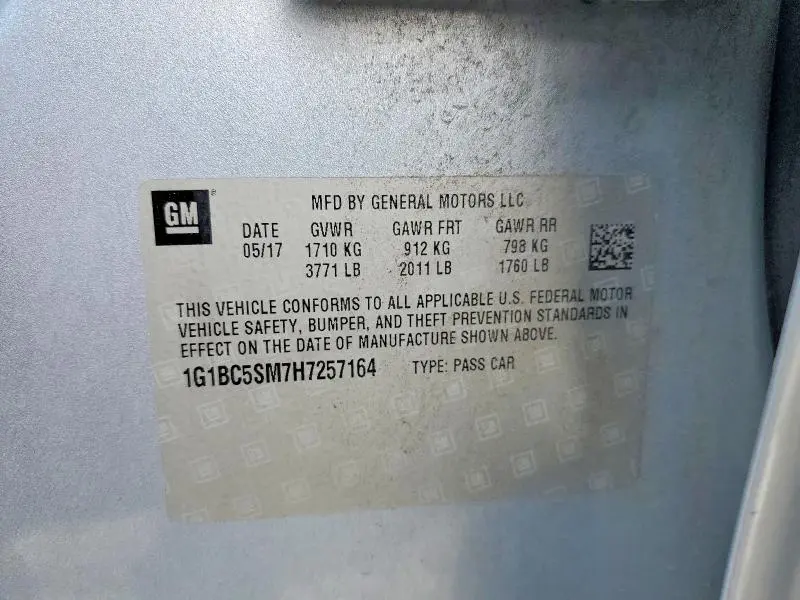 GM
MFD BY GENERAL MOTORS LLC
DATE GVWR GAWR FRT GAWR RR
05/17 1710 KG 912 KG 798 KG
3771 LB 2011 LB 1760 LB
THIS VEHICLE CONFORMS TO ALL APPLICABLE U.S. FEDERAL MOTOR
VEHICLE SAFETY, BUMPER, AND THEFT PREVENTION STANDARDS IN
EFFECT ON THE DATE OF MANUFACTURE SHOWN ABOVE.
1G1BC5SM7H7257164 TYPE: PASS CAR